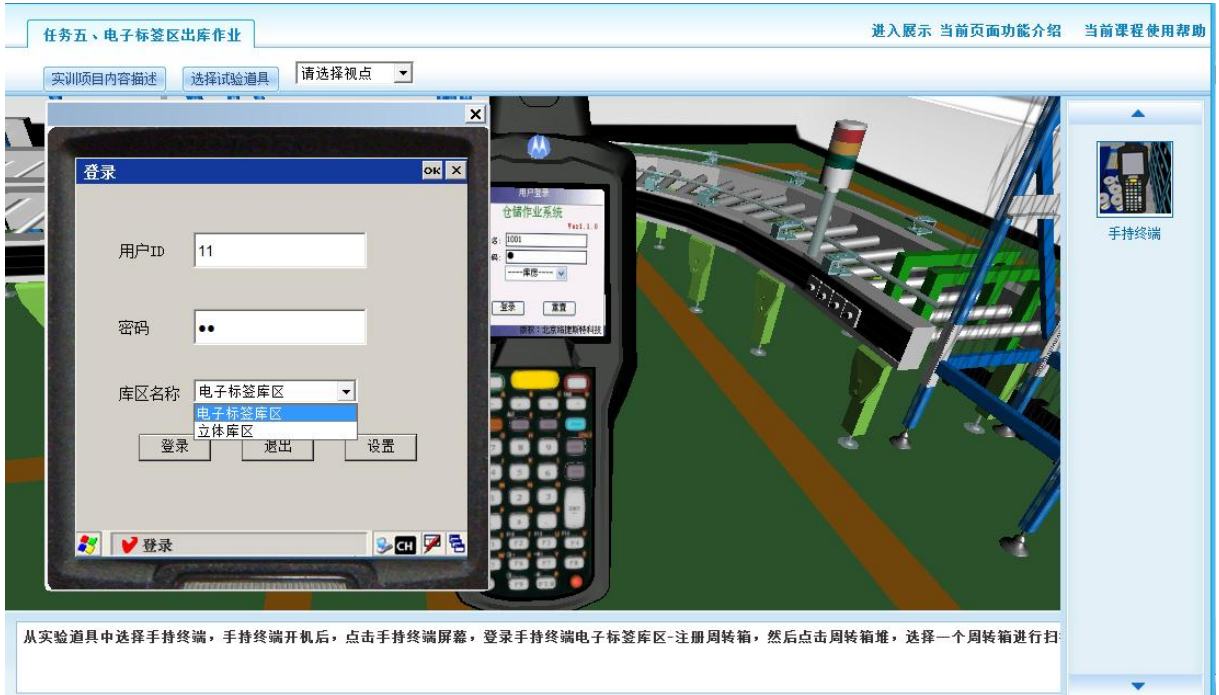 任务五、电子标签区出库作业
进入展示 当前页面功能介绍 当前课程使用帮助
实训项目内容描述
选择试验道具
请选择视点
登录
OK
用户ID
11
密码
库区名称
电子标签库区
电子标签库区
立体库区
登录
退出
设置
登录
CH
用户登录
仓储作业系统
Ver1.1.0
名: 1001
码:
----库房----
登录
重置
手持终端
从实验道具中选择手持终端，手持终端开机后，点击手持终端屏幕，登录手持终端电子标签库区-注册周转箱，然后点击周转箱堆，选择一个周转箱进行扫